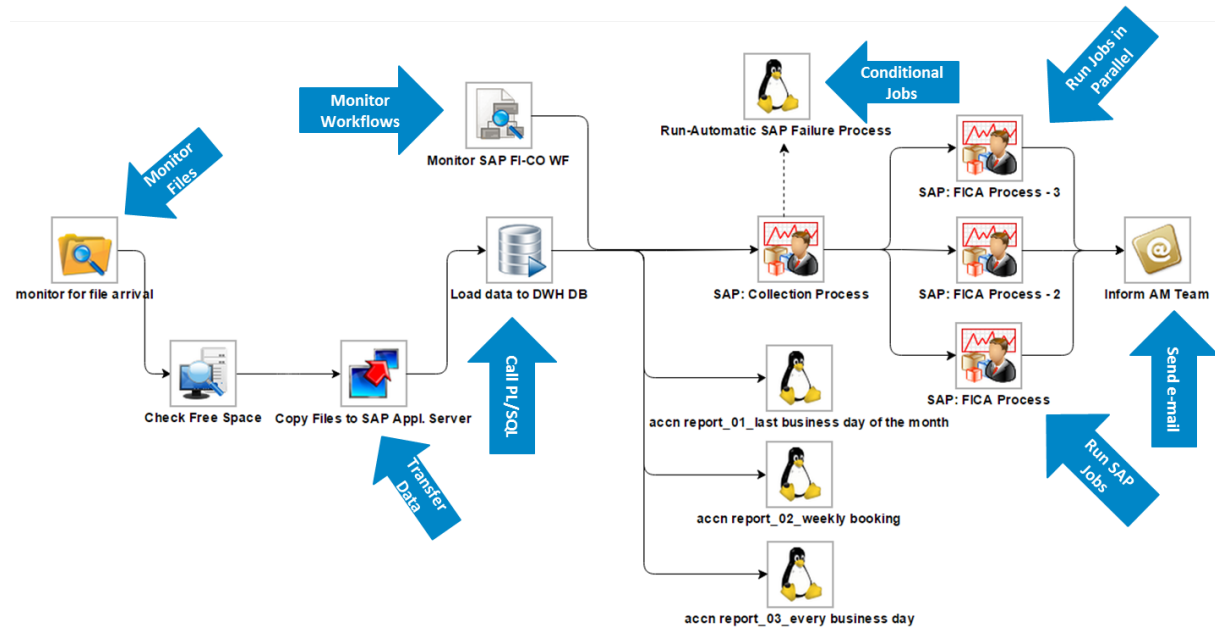 Run Jobs in
Parallel
Conditional
Jobs
Monitor
Workflows
Run-Automatic SAP Failure Process
Monitor SAP FI-CO WF
Monitor
Files
SAP: FICA Process - 3
monitor for file arrival
Load data to DWH DB
SAP: Collection Process
SAP: FICA Process - 2
Inform AM Team
@
Call PL/SQL
Send e-mail
Check Free Space
Copy Files to SAP Appl. Server
SAP: FICA Process
accn report_01_last business day of the month
Transfer
Data
Run SAP
Jobs
accn report_02_weekly booking
accn report_03_every business day